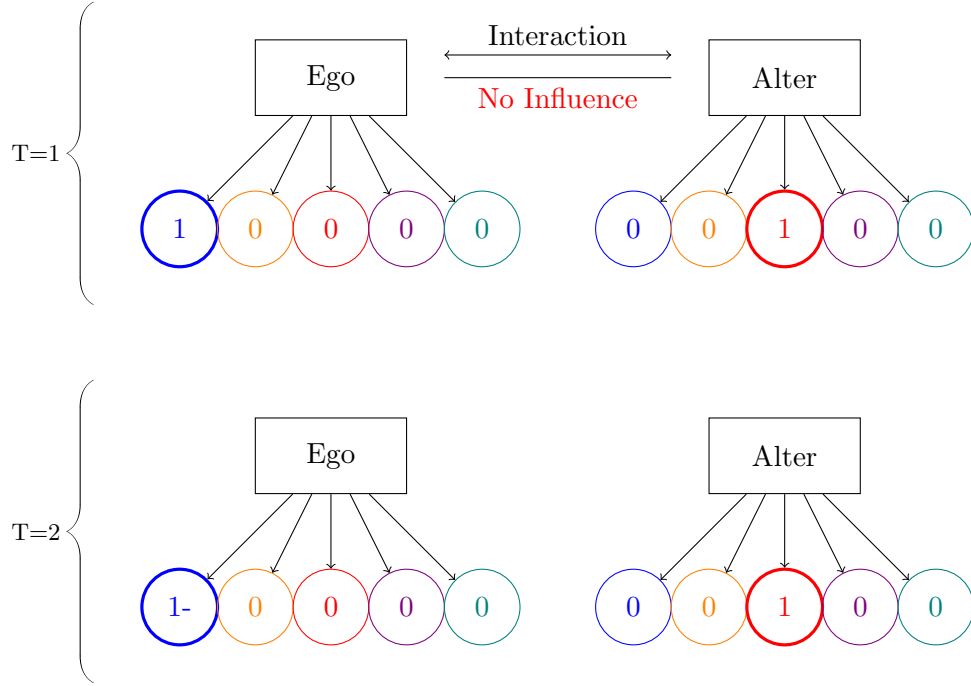 Interaction
Ego
Alter
No Influence
T=1
1 0 0 0 0
0 0 1 0 0
Ego
Alter
T=2
1- 0 0 0 0
0 0 1 0 0